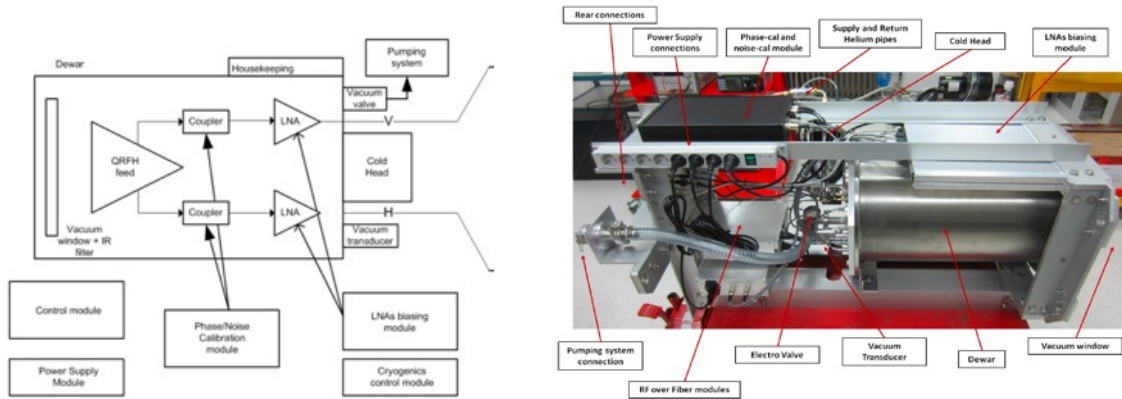 Dewar
Housekeeping
Pumping
system
Vacuum
valve
Coupler
LNA
V
QRFH
feed
Cold
Head
Coupler
LNA
H
Vacuum
transducer
Vacuum
window + IR
filter
Control module
Phase/Noise
Calibration
module
LNAs biasing
module
Power Supply
Module
Cryogenics
control module
Rear connections
Power Supply
connections
Phase-cal and
noise-cal module
Supply and Return
Helium pipes
Cold Head
LNAs biasing
module
Pumping system
connection
RF over Fiber modules
Electro Valve
Vacuum
Transducer
Dewar
Vacuum window